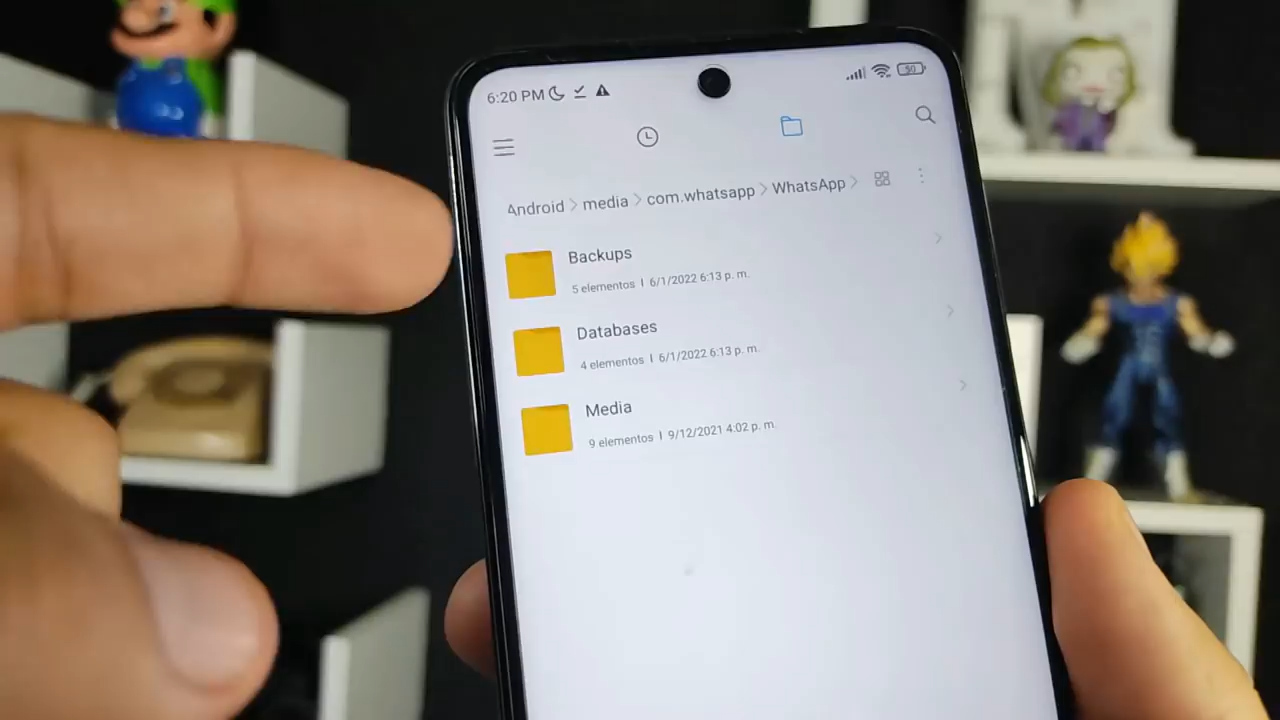 6:20 PM
50
Android > media > com.whatsapp > WhatsApp >
Backups
5 elementos | 6/1/2022 6:13 p. m.
Databases
4 elementos | 6/1/2022 6:13 p. m.
Media
9 elementos | 9/12/2021 4:02 p. m.